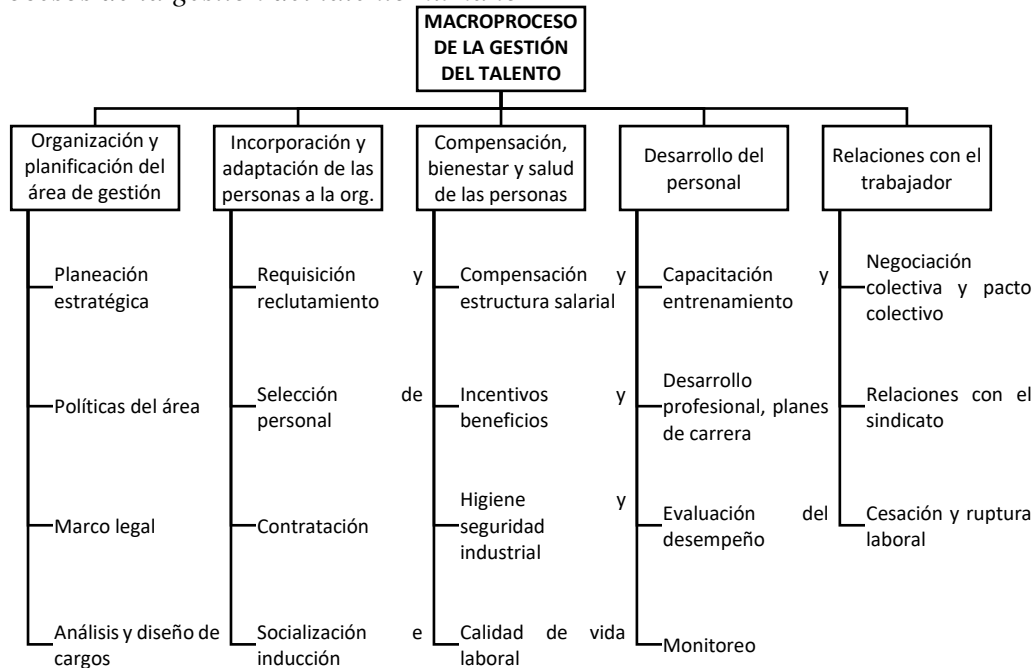 MACROPROCESO
DE LA GESTIÓN
DEL TALENTO
Organización y
planificación del
área de gestión
Planeación
estratégica
Políticas del área
Marco legal
Análisis y diseño de
cargos
Incorporación y
adaptación de las
personas a la org.
Requisición y
reclutamiento
Selección de
personal
Contratación
Socialización e
inducción
Compensación,
bienestar y salud
de las personas
Compensación y
estructura salarial
Incentivos y
beneficios
Higiene y
seguridad
industrial
Calidad de vida
laboral
Desarrollo del
personal
Capacitación y
entrenamiento
Desarrollo
profesional, planes
de carrera
Evaluación del
desempeño
Monitoreo
Relaciones con el
trabajador
Negociación
colectiva y pacto
colectivo
Relaciones con el
sindicato
Cesación y ruptura
laboral